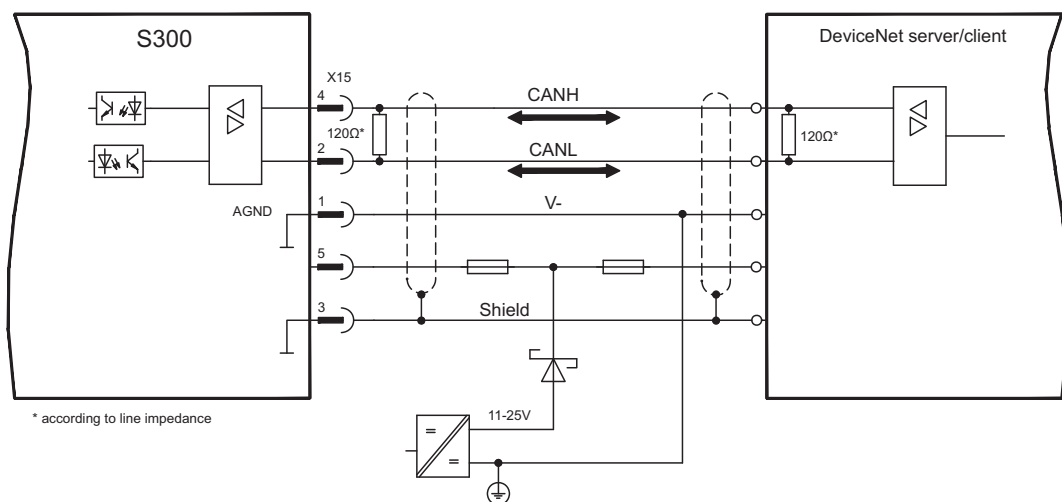 S300
DeviceNet server/client
X15
4
CANH
120Ω*
120Ω*
2
CANL
1
V-
AGND
5
3
Shield
* according to line impedance
11-25V